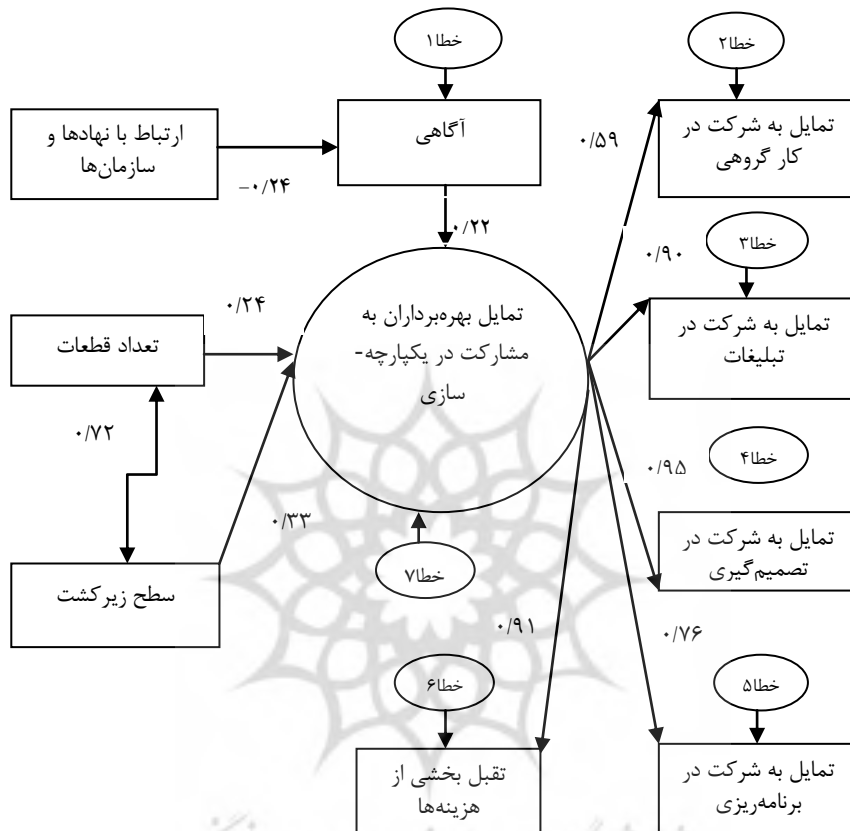 خطا۱
خطا۲
ارتباط با نهادها و
سازمان‌ها
-۰/۲۴
آگاهی
۰/۲۲
۰/۵۹
تمایل به شرکت در
کار گروهی
خطا۳
۰/۹۰
تمایل به شرکت در
تبلیغات
تعداد قطعات
۰/۲۴
تمایل بهره‌برداران به
مشارکت در یکپارچه-
سازی
۰/۷۲
۰/۳۳
سطح زیرکشت
خطا۷
خطا۴
۰/۹۵
تمایل به شرکت در
تصمیم‌گیری
۰/۹۱
۰/۷۶
خطا۶
خطا۵
تقبل بخشی از
هزینه‌ها
تمایل به شرکت در
برنامه‌ریزی